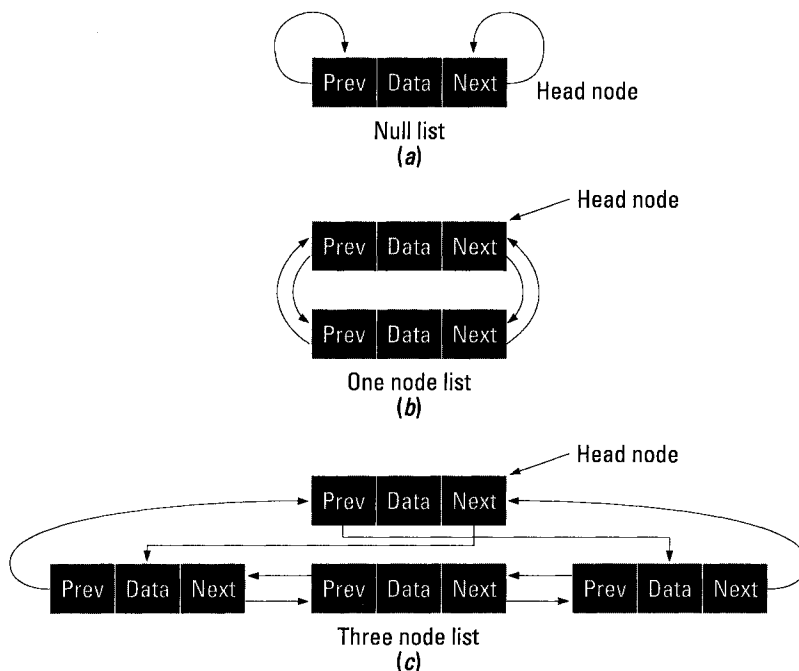 Prev Data Next
Head node
Null list
(a)
Head node
Prev Data Next
Prev Data Next
One node list
(b)
Head node
Prev Data Next
Prev Data Next Prev Data Next Prev Data Next
Three node list
(c)